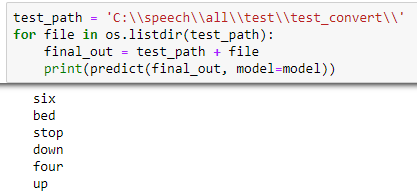 test_path = 'C:\\speech\\all\\test\\test_convert\\'
for file in os.listdir(test_path):
    final_out = test_path + file
    print(predict(final_out, model=model))
six
bed
stop
down
four
up